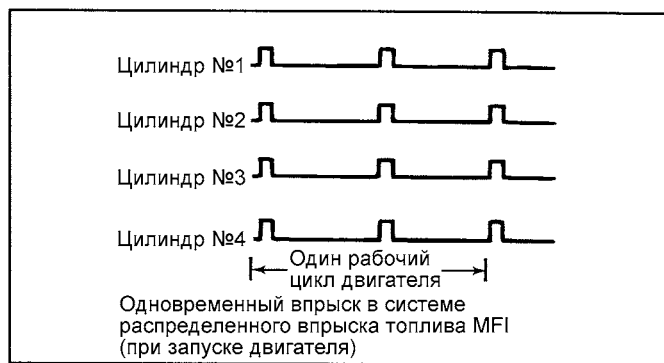 Цилиндр №1
Цилиндр №2
Цилиндр №3
Цилиндр №4
Один рабочий
цикл двигателя
Одновременный впрыск в системе
распределенного впрыска топлива MFI
(при запуске двигателя)